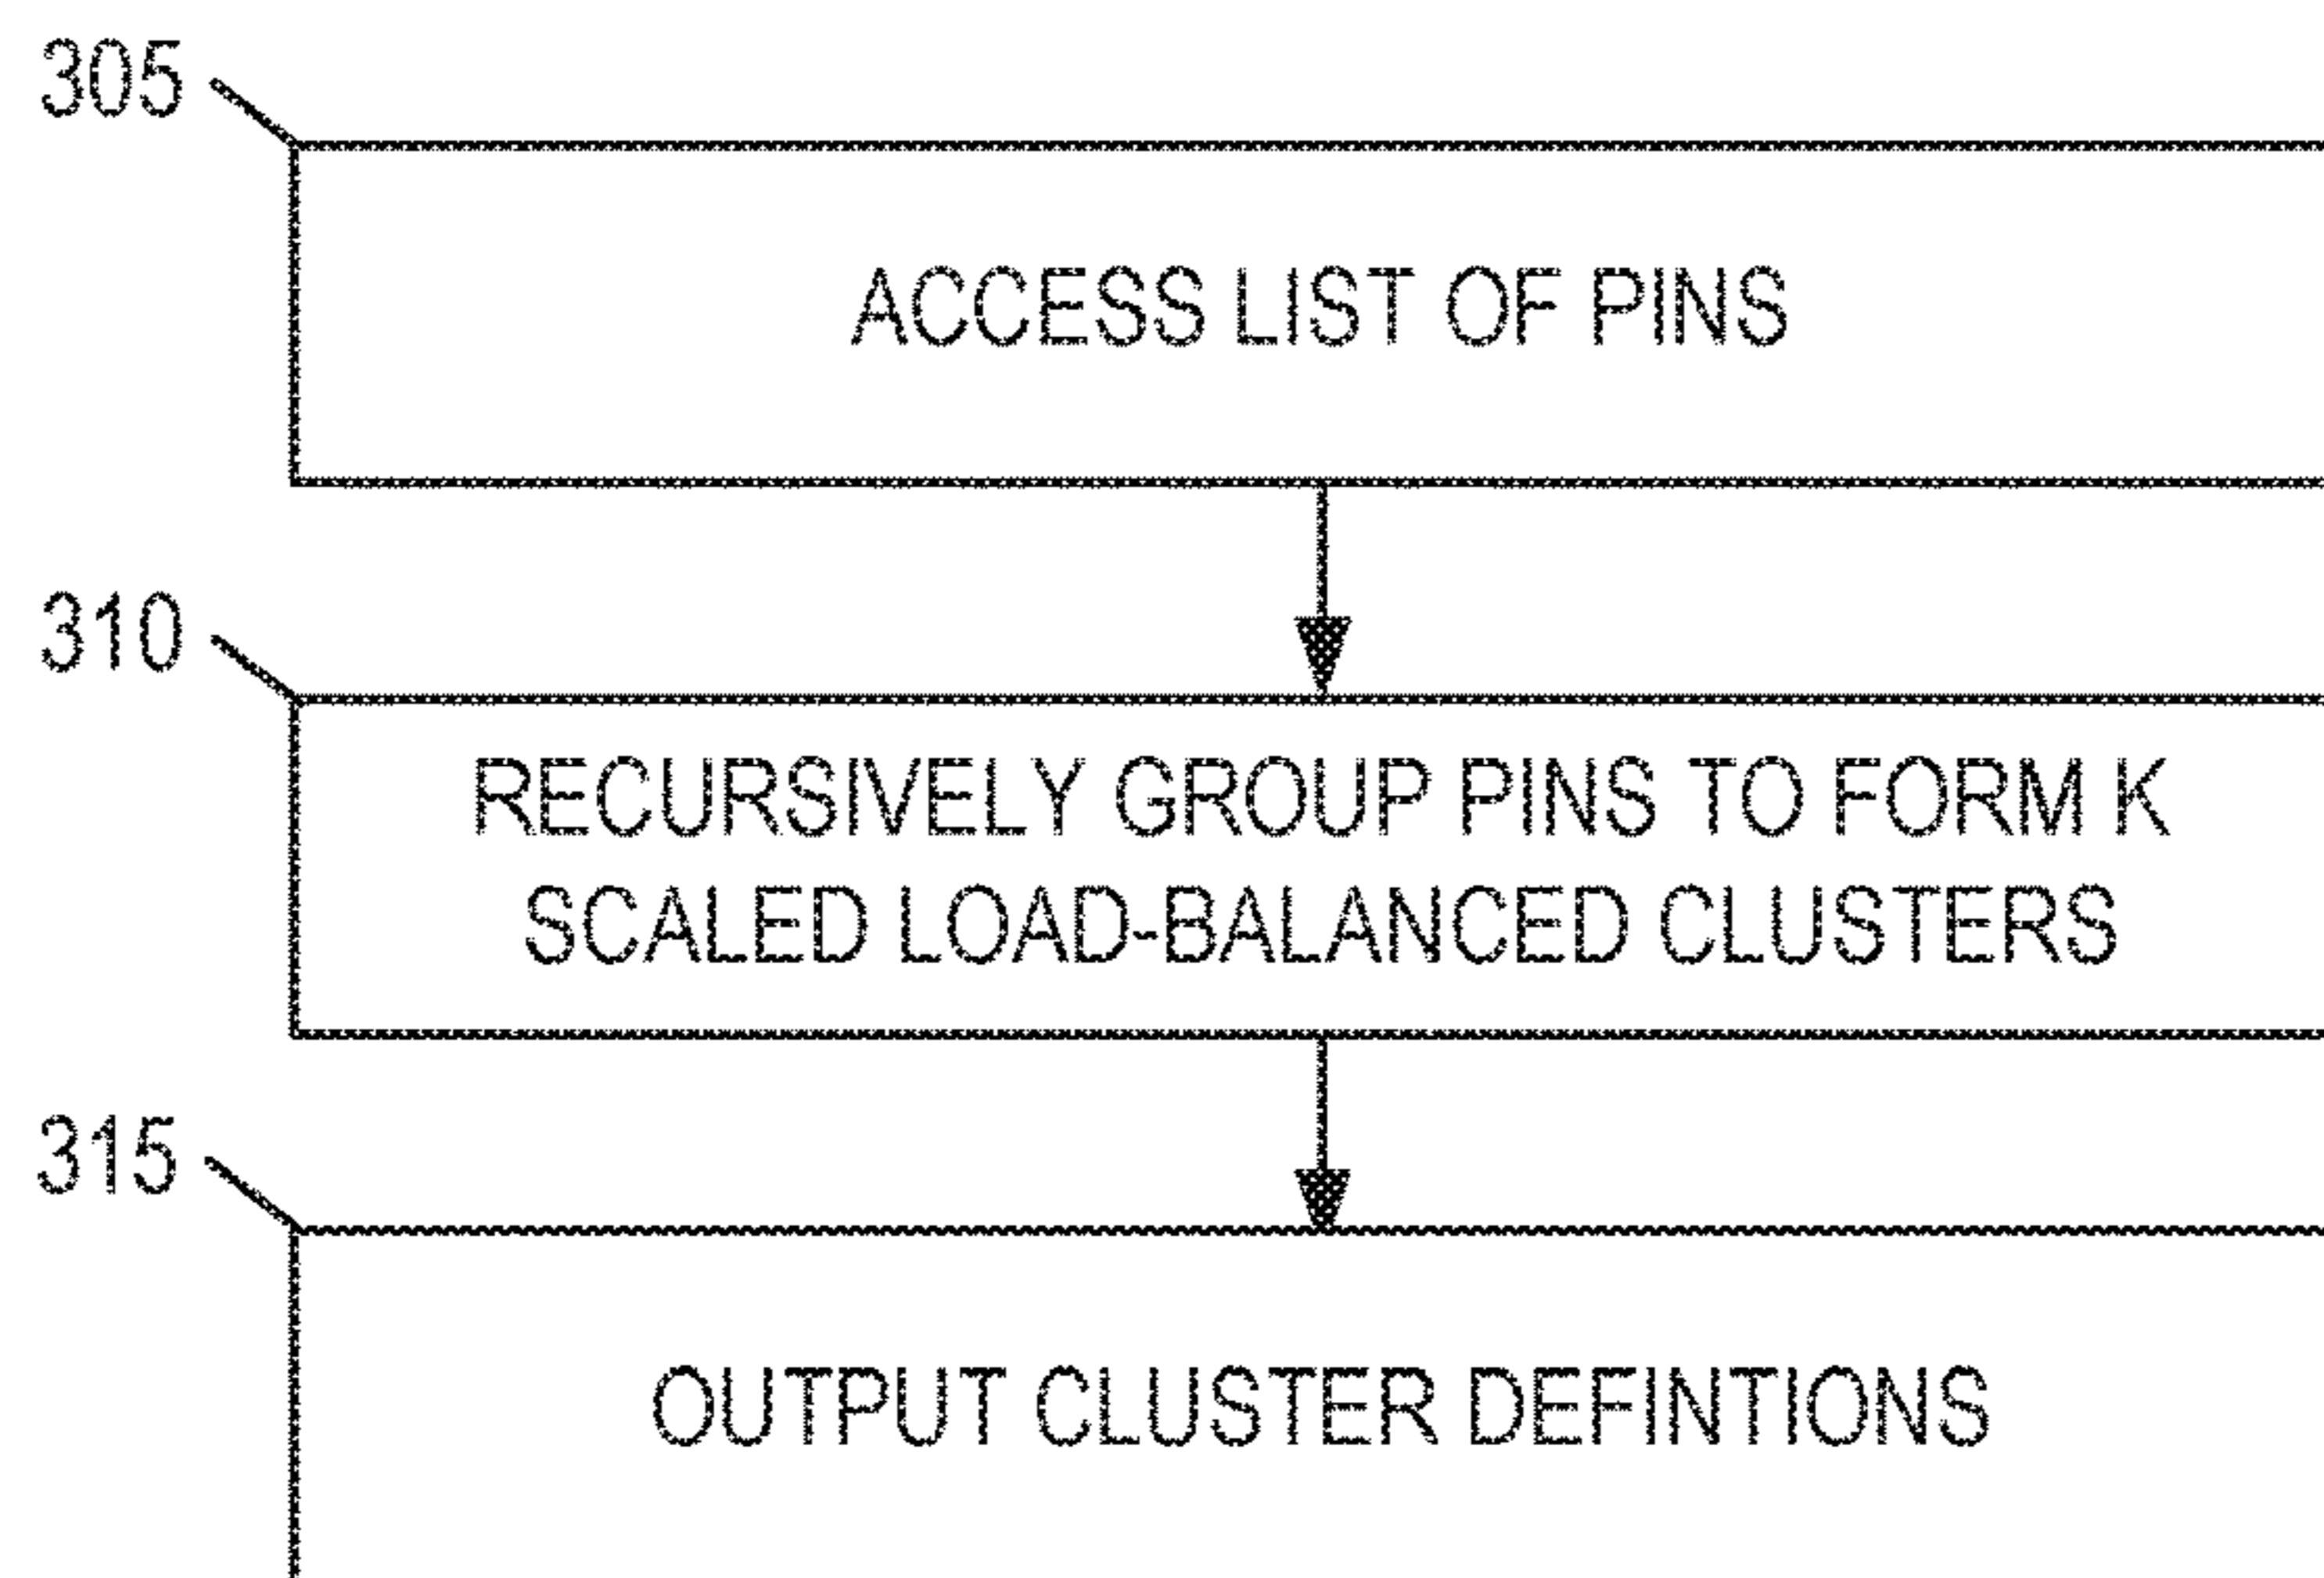 305
ACCESS LIST OF PINS
310
RECURSIVELY GROUP PINS TO FORM K
SCALED LOAD-BALANCED CLUSTERS
315
OUTPUT CLUSTER DEFINTIONS